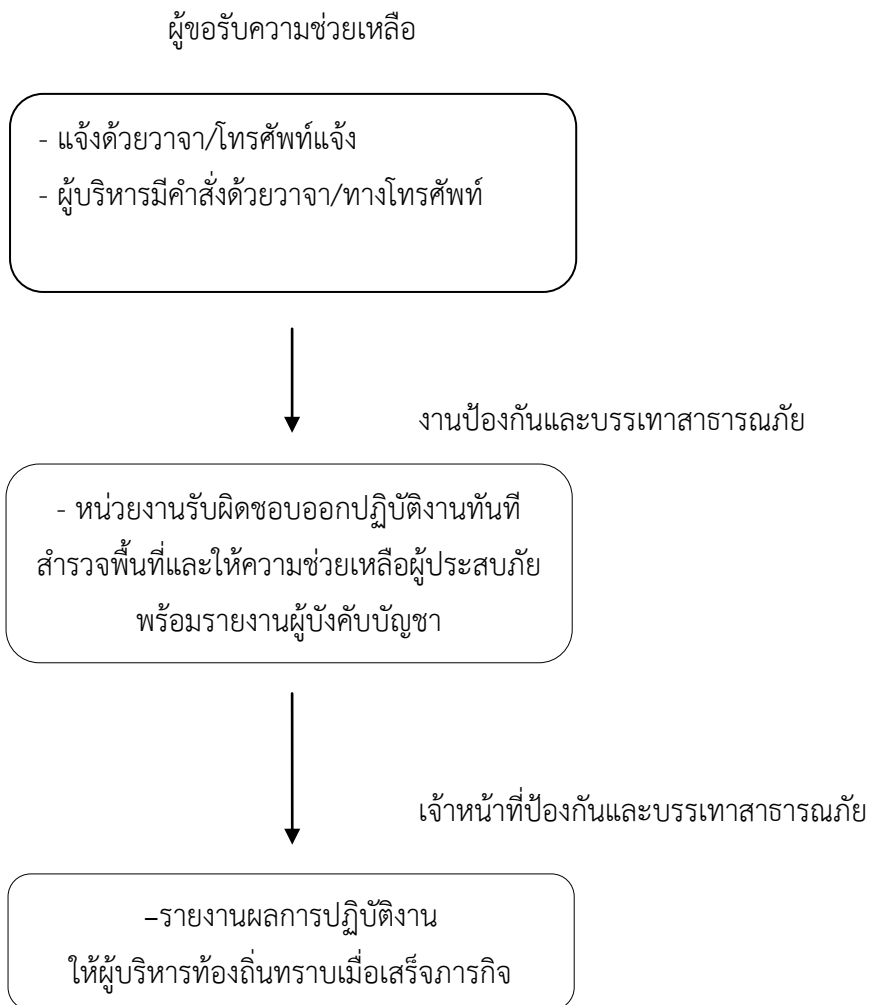 ผู้ขอรับความช่วยเหลือ
- แจ้งด้วยวาจา/โทรศัพท์แจ้ง
- ผู้บริหารมีคำสั่งด้วยวาจา/ทางโทรศัพท์
งานป้องกันและบรรเทาสาธารณภัย
- หน่วยงานรับผิดชอบออกปฏิบัติงานทันที
สำรวจพื้นที่และให้ความช่วยเหลือผู้ประสบภัย
พร้อมรายงานผู้บังคับบัญชา
เจ้าหน้าที่ป้องกันและบรรเทาสาธารณภัย
–รายงานผลการปฏิบัติงาน
ให้ผู้บริหารท้องถิ่นทราบเมื่อเสร็จภารกิจ